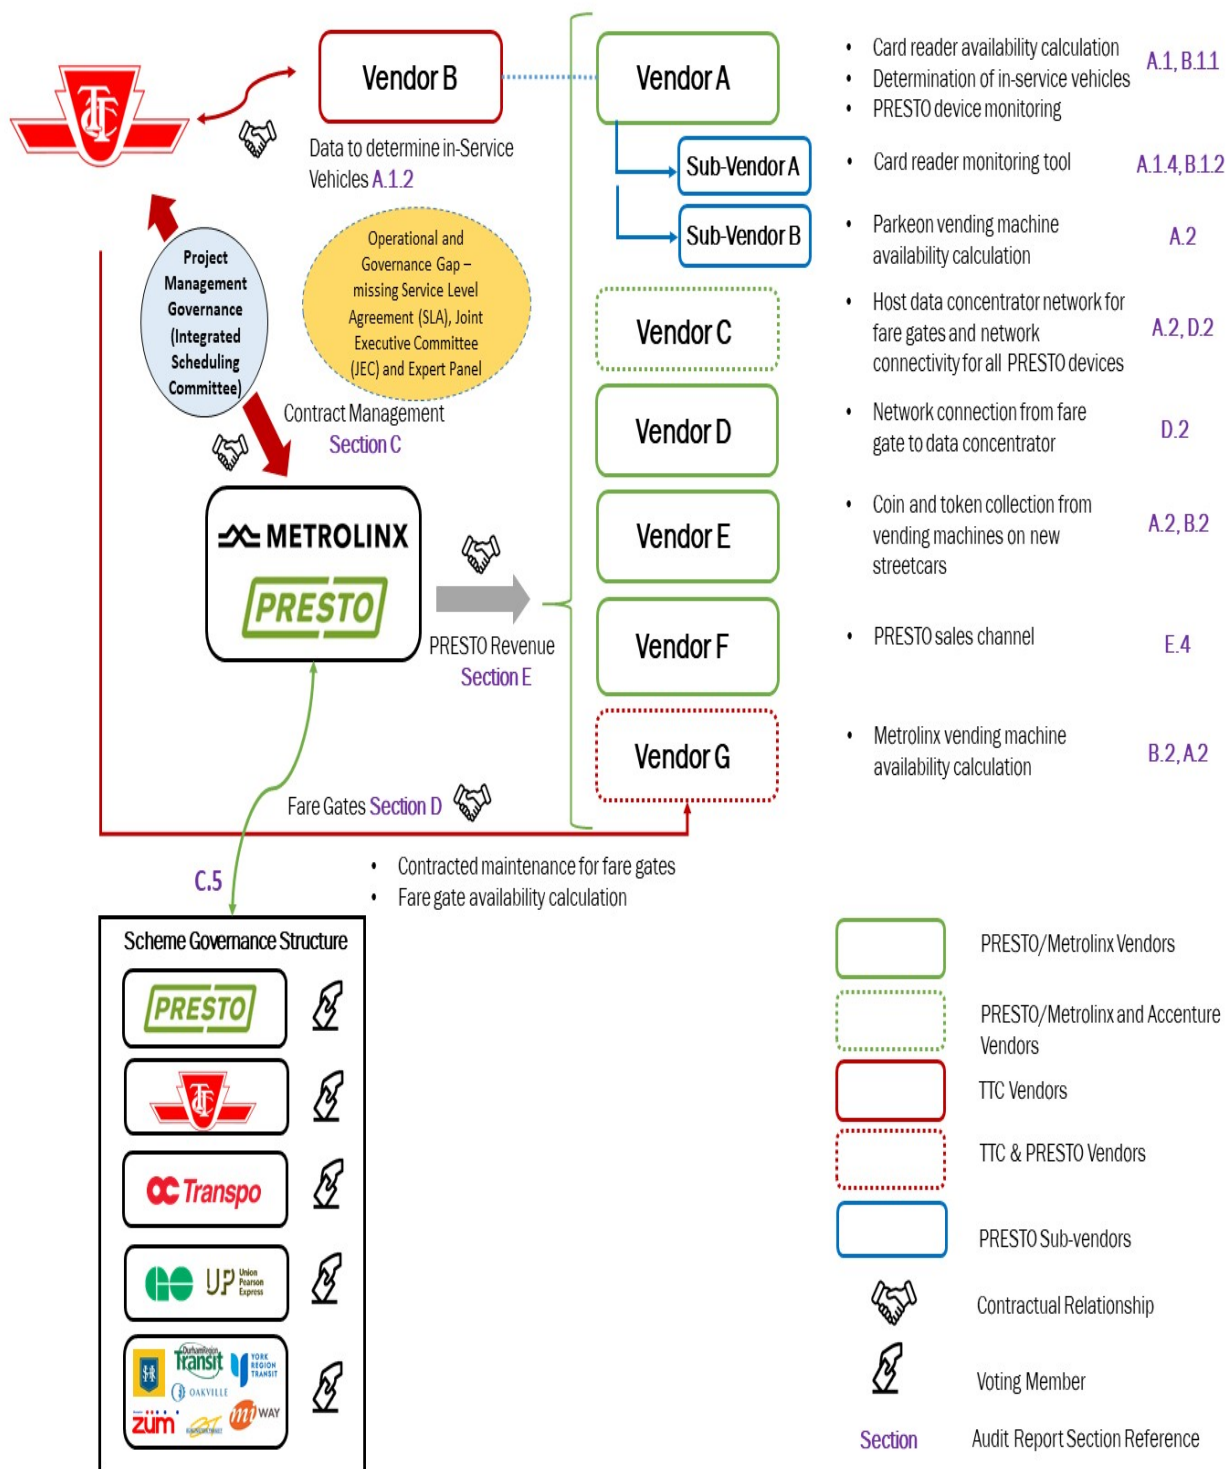 TTC
Vendor B
Data to determine in-Service
Vehicles A.1.2
Project
Management
Governance
(Integrated
Scheduling
Committee)
Operational and
Governance Gap –
missing Service Level
Agreement (SLA), Joint
Executive Committee
(JEC) and Expert Panel
Contract Management
Section C
METROLINX
PRESTO
PRESTO Revenue
Section E
Fare Gates Section D
• Contracted maintenance for fare gates
• Fare gate availability calculation
C.5
Vendor A
• Card reader availability calculation
• Determination of in-service vehicles
• PRESTO device monitoring
A.1, B.1.1
Sub-Vendor A
• Card reader monitoring tool
A.1.4, B.1.2
Sub-Vendor B
• Parkeon vending machine
availability calculation
A.2
Vendor C
• Host data concentrator network for
fare gates and network
connectivity for all PRESTO devices
A.2, D.2
Vendor D
• Network connection from fare
gate to data concentrator
D.2
Vendor E
• Coin and token collection from
vending machines on new
streetcars
A.2, B.2
Vendor F
• PRESTO sales channel
E.4
Vendor G
• Metrolinx vending machine
availability calculation
B.2, A.2
Scheme Governance Structure
PRESTO
TTC
OC Transpo
GO UP Union
Pearson
Express
Durham Region
Transit
YORK
REGION
TRANSIT
OAKVILLE
züm
mi WAY
PRESTO/Metrolinx Vendors
PRESTO/Metrolinx and Accenture
Vendors
TTC Vendors
TTC & PRESTO Vendors
PRESTO Sub-vendors
Contractual Relationship
Voting Member
Section Audit Report Section Reference